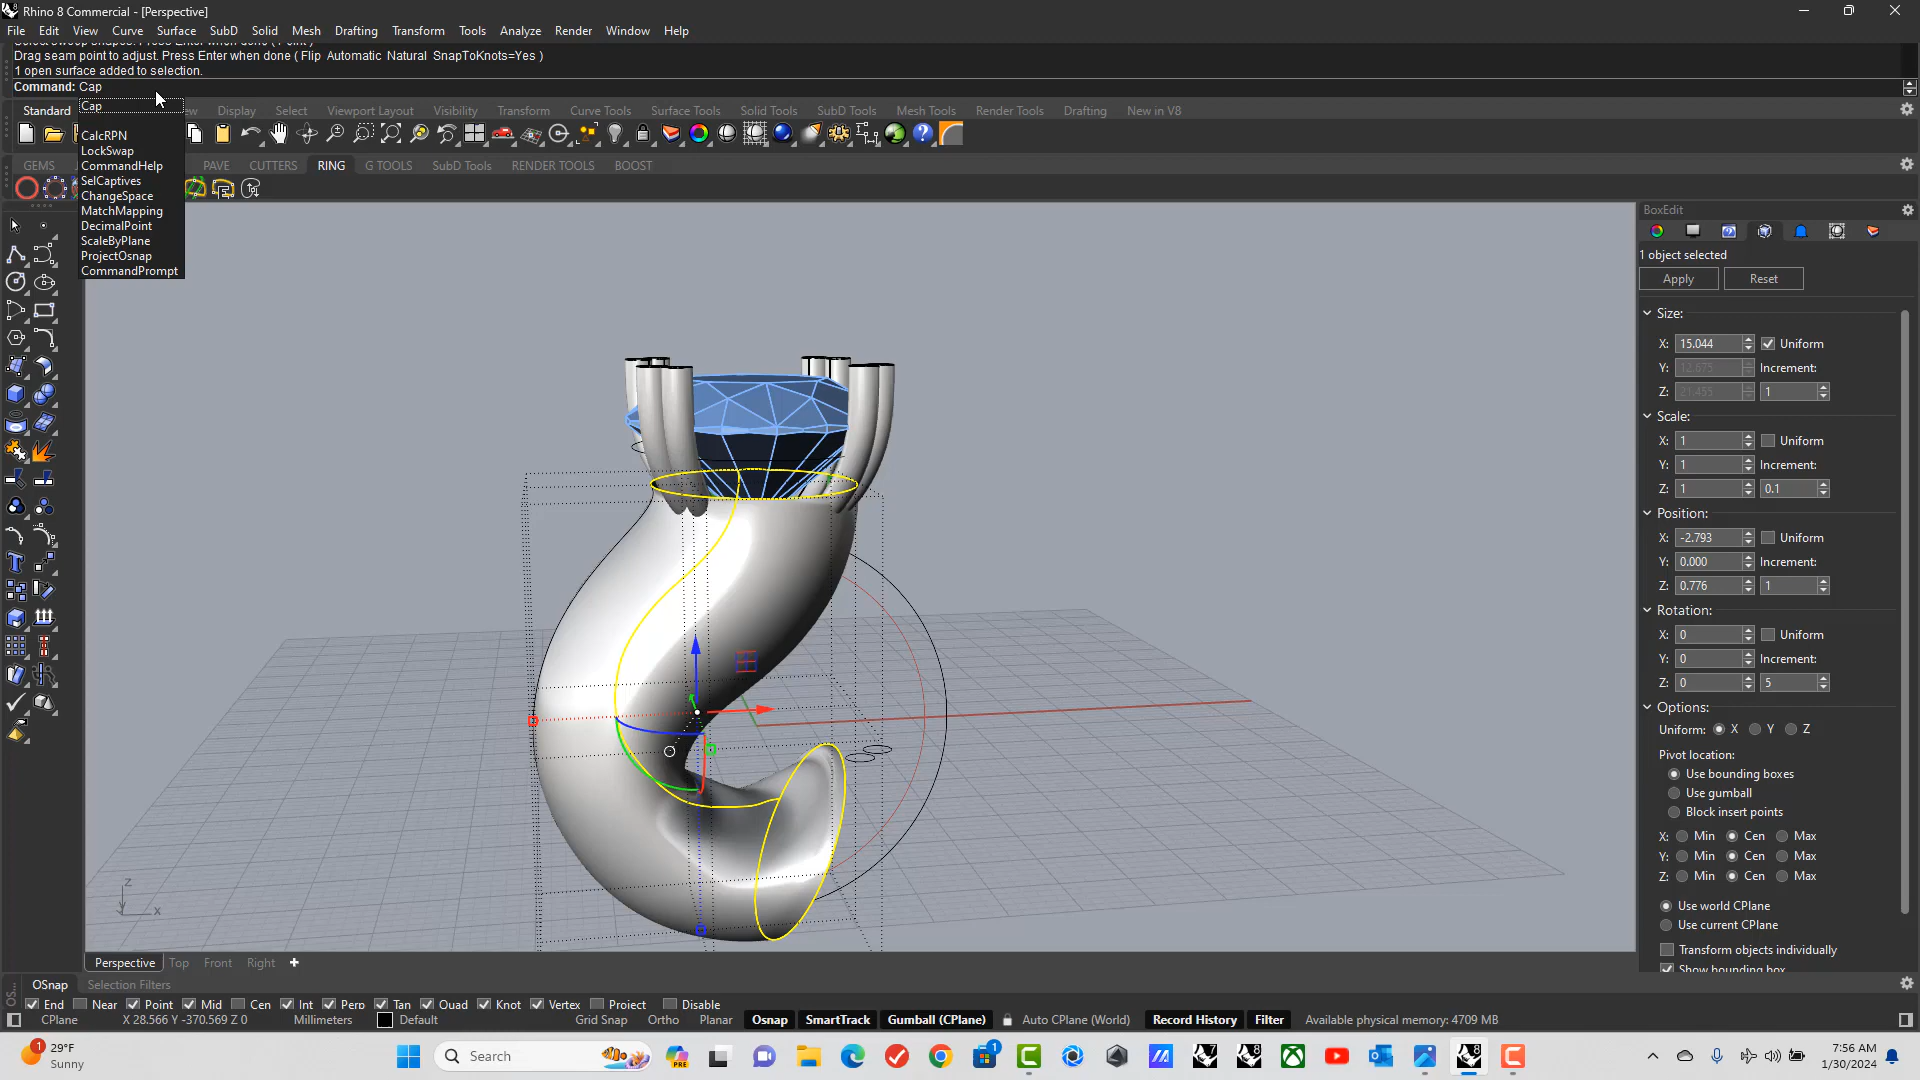 Rhino 8 Commercial - [Perspective]
File Edit View Curve Surface SubD Solid Mesh Drafting Transform Tools Analyze Render Window Help
Drag seam point to adjust. Press Enter when done ( Flip Automatic Natural SnapToKnots=Yes )
1 open surface added to selection.
Command: Cap
Cap
CalcRPN
LockSwap
CommandHelp
SelCaptives
ChangeSpace
MatchMapping
DecimalPoint
ScaleByPlane
ProjectOsnap
CommandPrompt
Standard Display Select Viewport Layout Visibility Transform Curve Tools Surface Tools Solid Tools SubD Tools Mesh Tools Render Tools Drafting New in V8
GEMS PAVE CUTTERS RING G TOOLS SubD Tools RENDER TOOLS BOOST
BoxEdit
1 object selected
Apply Reset
Size:
X: 15.044 Uniform
Y: 12.675 Increment:
Z: 21.455 1
Scale:
X: 1 Uniform
Y: 1 Increment:
Z: 1 0.1
Position:
X: -2.793 Uniform
Y: 0.000 Increment:
Z: 0.776 1
Rotation:
X: 0 Uniform
Y: 0 Increment:
Z: 0 5
Options:
Uniform: X Y Z
Pivot location:
Use bounding boxes
Use gumball
Block insert points
X: Min Cen Max
Y: Min Cen Max
Z: Min Cen Max
Use world CPlane
Use current CPlane
Transform objects individually
Show bounding box
z
x
Perspective Top Front Right
OSnap Selection Filters
End Near Point Mid Cen Int Perp Tan Quad Knot Vertex Project Disable
CPlane X 28.566 Y -370.569 Z 0 Millimeters Default Grid Snap Ortho Planar Osnap SmartTrack Gumball (CPlane) Auto CPlane (World) Record History Filter Available physical memory: 4709 MB
1 29°F
Sunny
Search
PRE
1
7:56 AM
1/30/2024